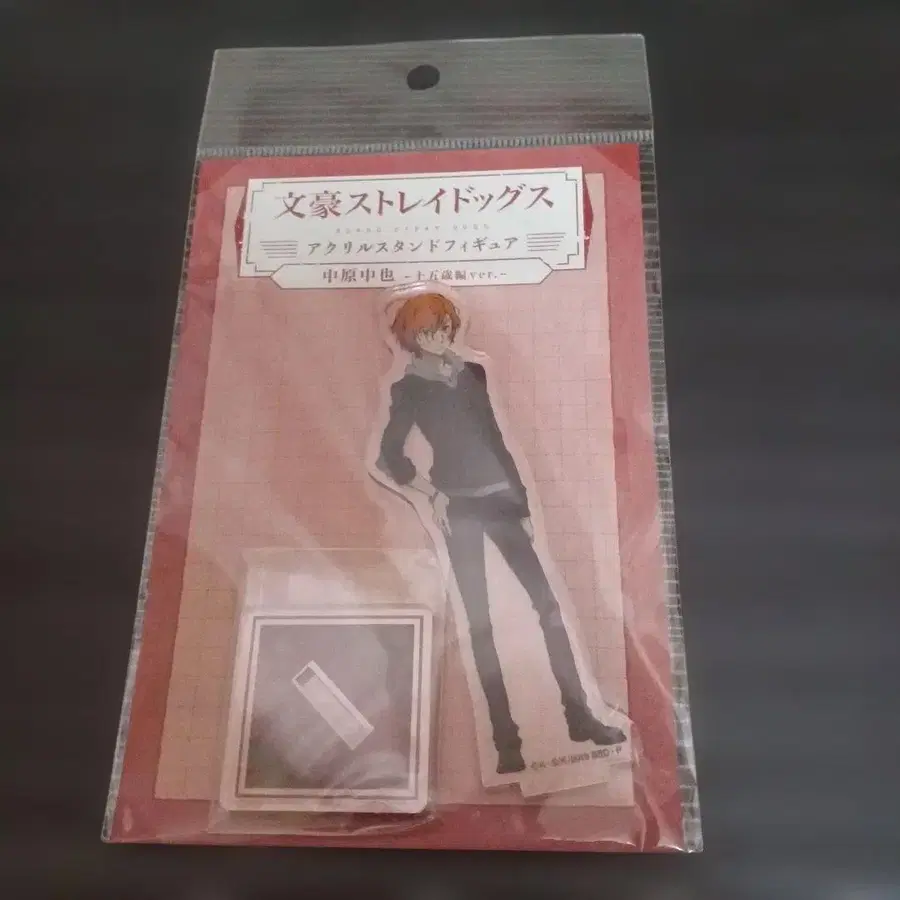 文豪ストレイドッグス
BUNGO STRAY DOGS
アクリルスタンドフィギュア
中原中也 -十五歳編ver.-